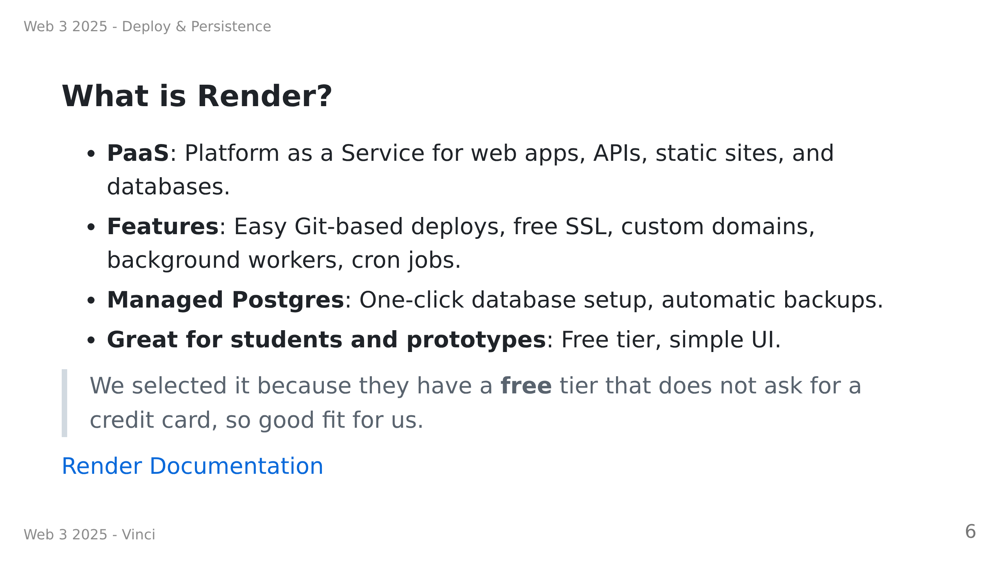 Web 3 2025 - Deploy & Persistence
What is Render?
• PaaS: Platform as a Service for web apps, APIs, static sites, and
databases.
• Features: Easy Git-based deploys, free SSL, custom domains,
background workers, cron jobs.
• Managed Postgres: One-click database setup, automatic backups.
• Great for students and prototypes: Free tier, simple UI.
We selected it because they have a free tier that does not ask for a
credit card, so good fit for us.
Render Documentation
Web 3 2025 - Vinci
6